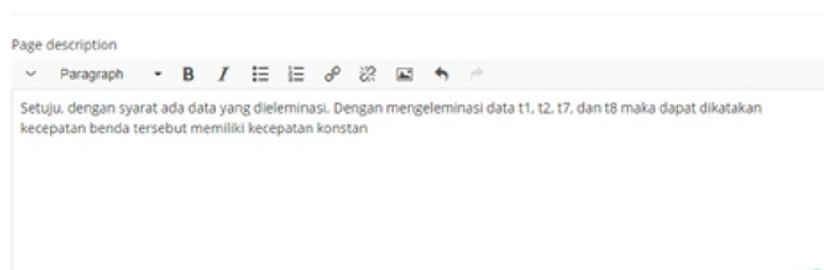 Page description
Paragraph B I
Setuju, dengan syarat ada data yang dieleminasi. Dengan mengeleminasi data t1, t2, t7, dan t8 maka dapat dikatakan
kecepatan benda tersebut memiliki kecepatan konstan